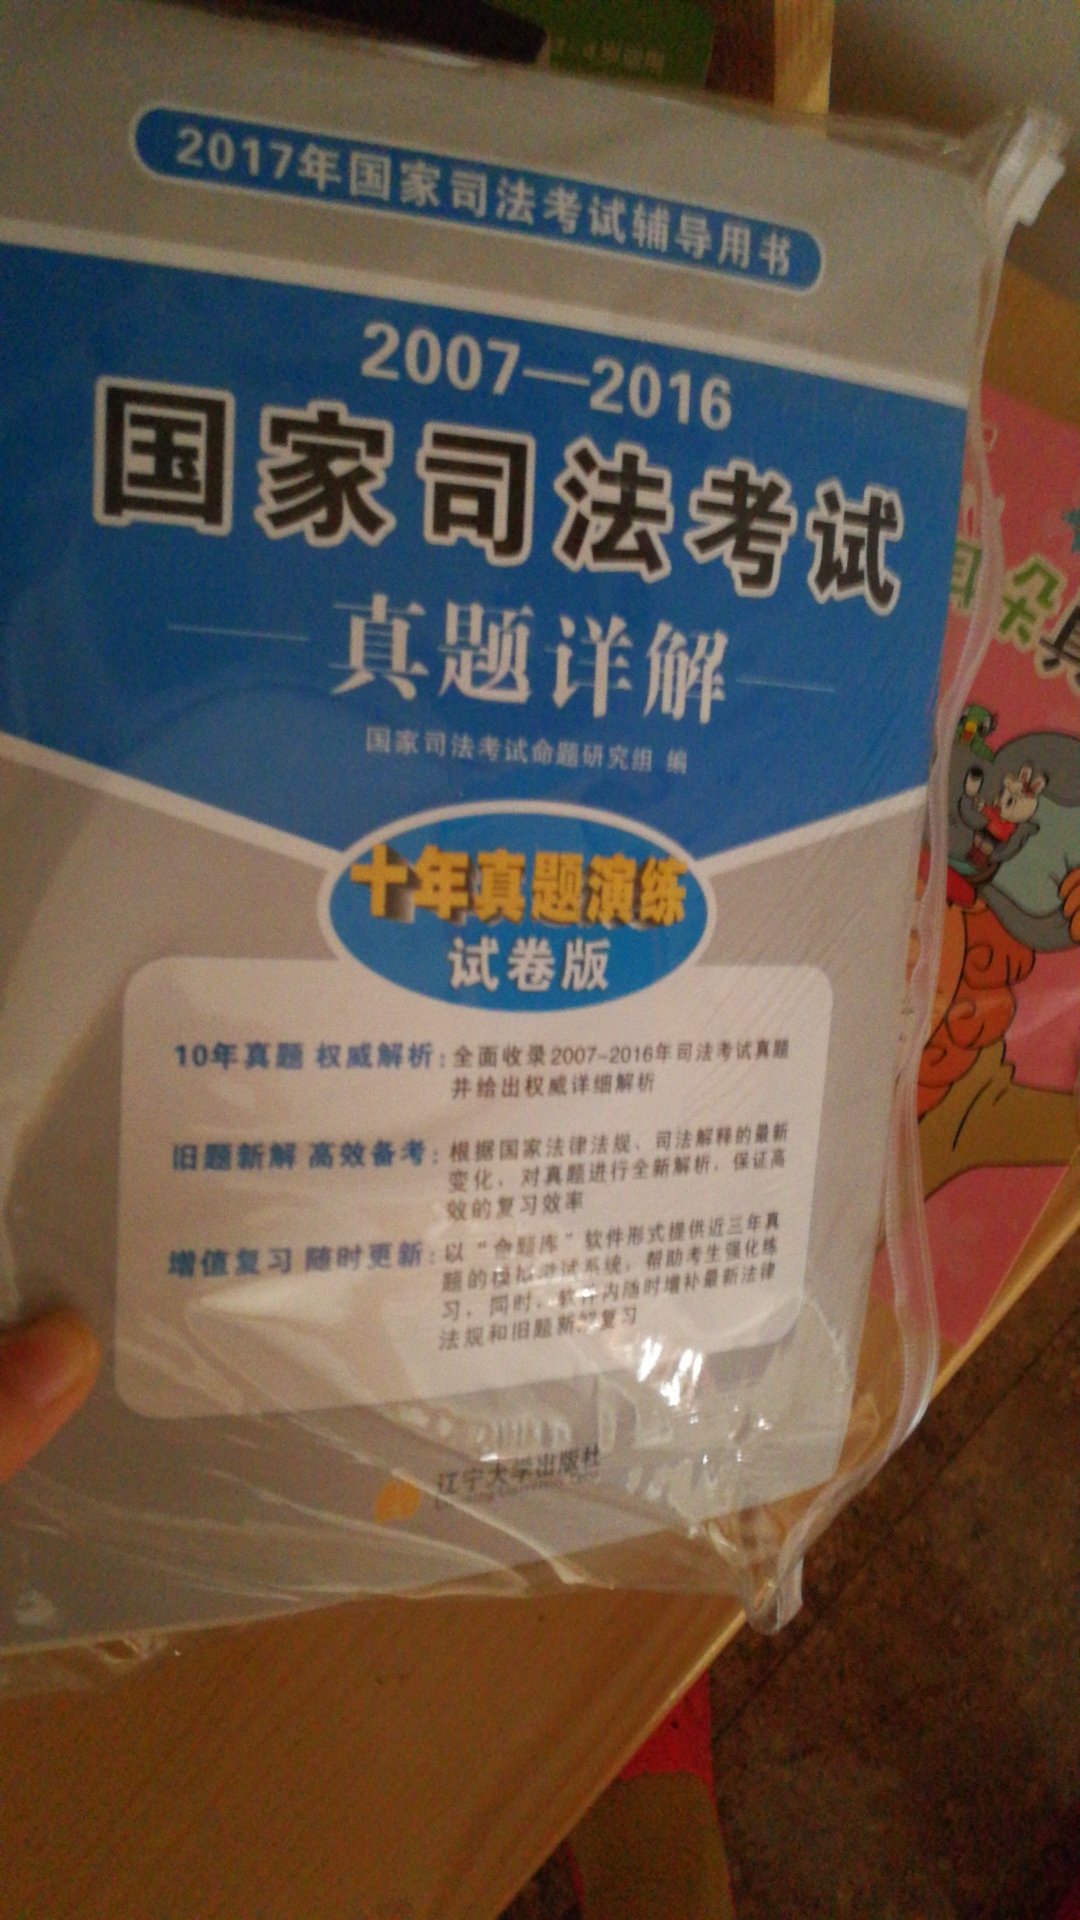 2017年国家司法考试辅导用书
2007—2016
国家司法考试
真题详解
国家司法考试命题研究组 编
十年真题演练
试卷版
10年真题 权威解析：全面收录2007-2016年司法考试真题
并给出权威详细解析
旧题新解 高效备考：根据国家法律法规、司法解释的最新
变化，对真题进行全新解析，保证高
效的复习效率
增值复习 随时更新：以“命题库”软件形式提供近三年真
题的模拟考试系统，帮助考生强化练
习，同时，软件内随时增补最新法律
法规和旧题新解复习
辽宁大学出版社
耳朵